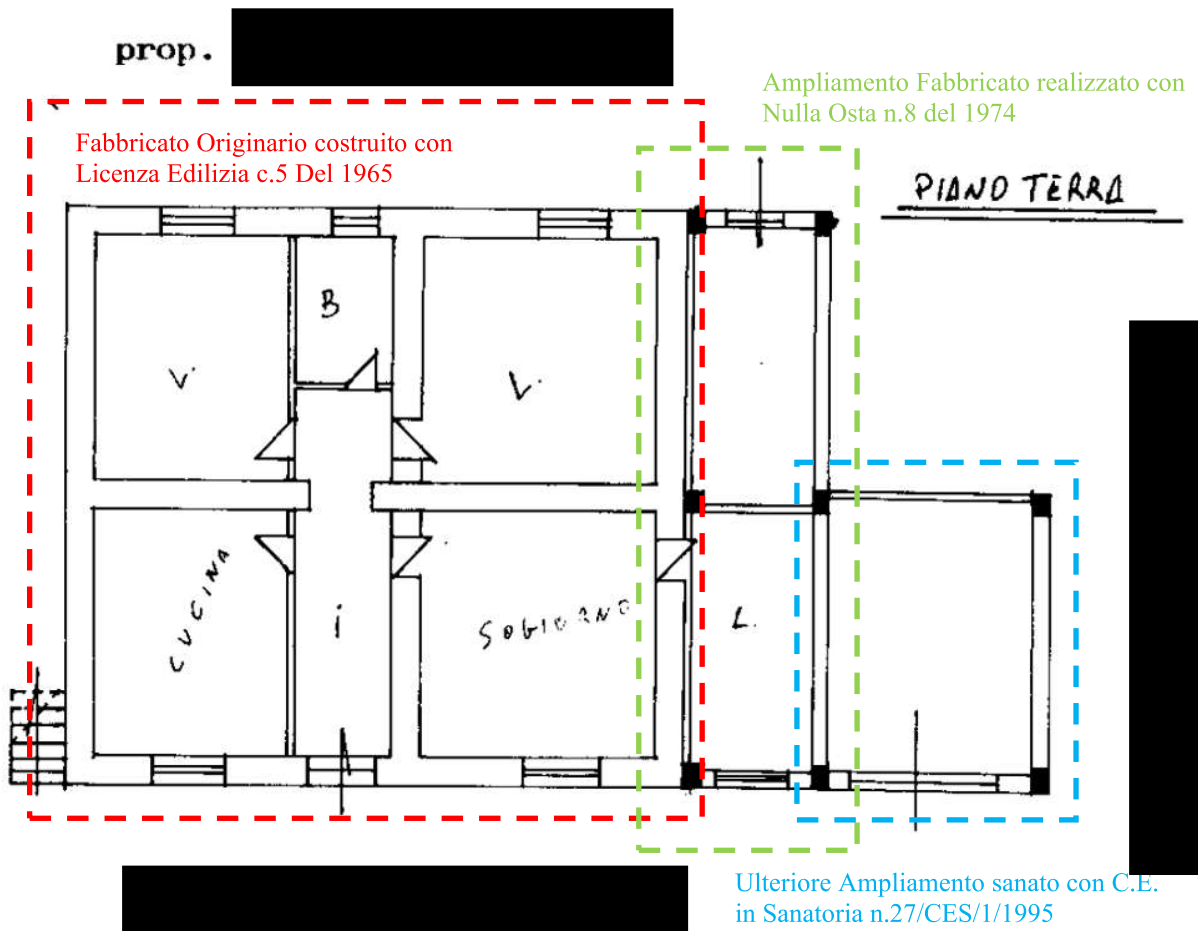 prop.
Ampliamento Fabbricato realizzato con
Nulla Osta n.8 del 1974
Fabbricato Originario costruito con
Licenza Edilizia c.5 Del 1965
PIANO TERRA
B
V.
L.
CUCINA
i
SOGIORNO
L.
Ulteriore Ampliamento sanato con C.E.
in Sanatoria n.27/CES/1/1995